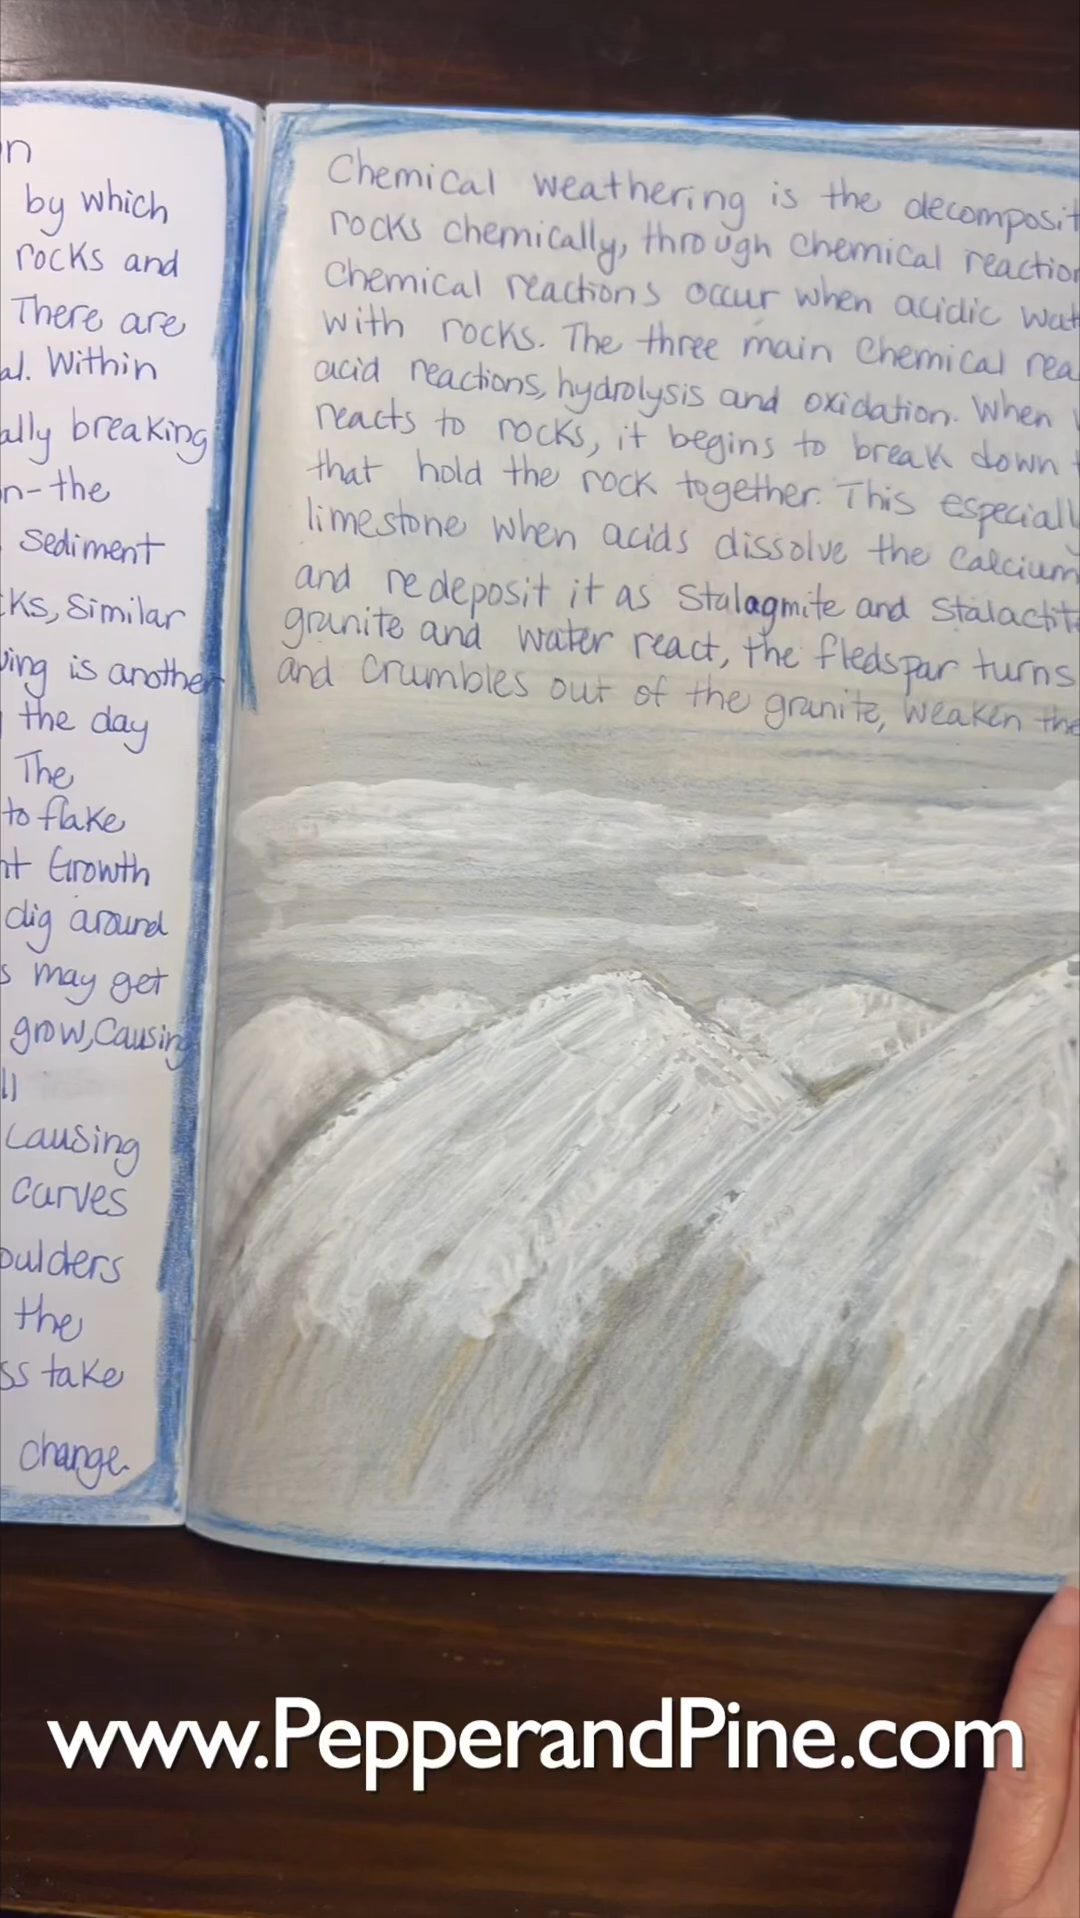 by which
rocks and
There are
al. Within
ally breaking
n-the
sediment
cks, Similar
ving is another
the day
The
to flake
nt Growth
dig around
s may get
grow, Causing
ll
causing
carves
oulders
the
ss take
change.
Chemical weathering is the decomposit
rocks chemically, through chemical reaction
chemical reactions occur when acidic wat
with rocks. The three main Chemical rea
acid reactions, hydrolysis and oxidation. When
reacts to rocks, it begins to break down
that hold the rock together. This especially
limestone when acids dissolve the Calcium
and redeposit it as Stalagmite and Stalactite
granite and water react, the fledspar turns
and crumbles out of the granite, weaken the
www.PepperandPine.com